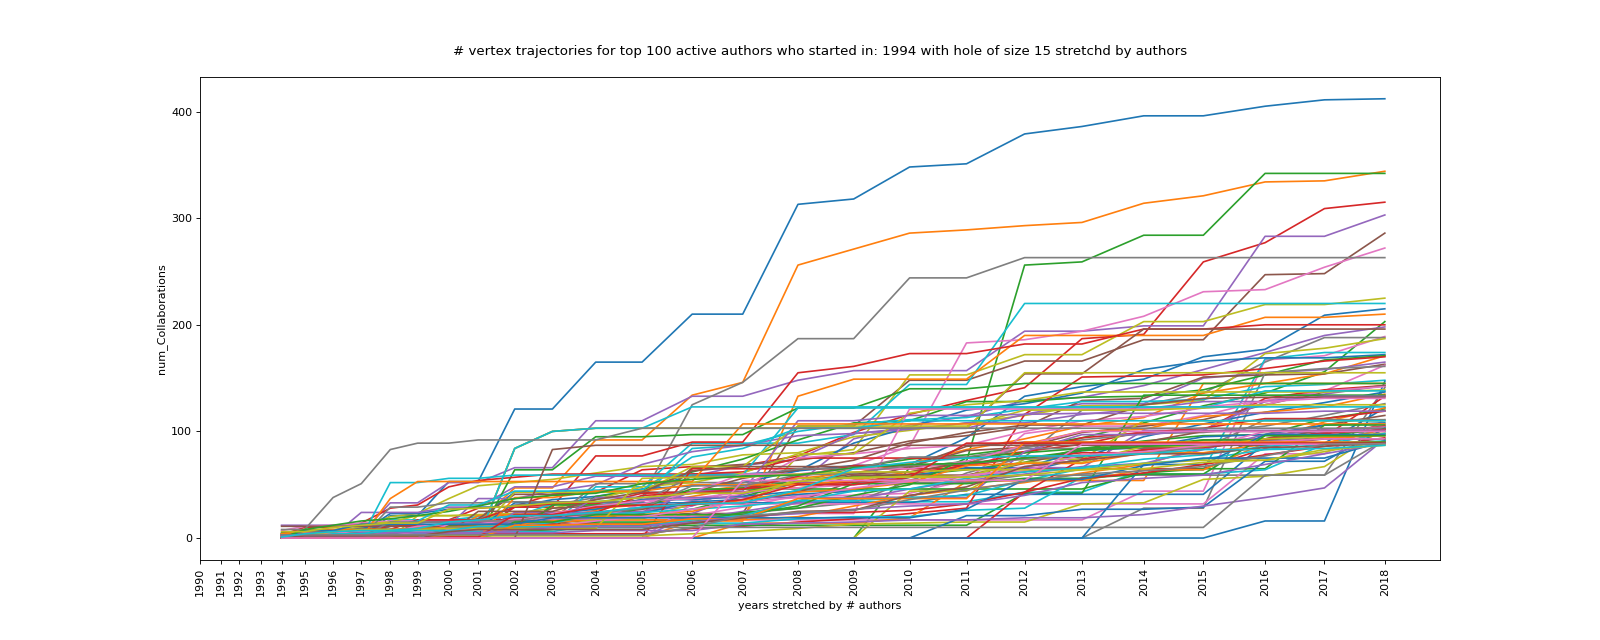 # vertex trajectories for top 100 active authors who started in: 1994 with hole of size 15 stretchd by authors
num_Collaborations
400
300
200
100
0
1990 1991 1992 1993 1994 1995 1996 1997 1998 1999 2000 2001 2002 2003 2004 2005 2006 2007 2008 2009 2010 2011 2012 2013 2014 2015 2016 2017 2018
years stretched by # authors